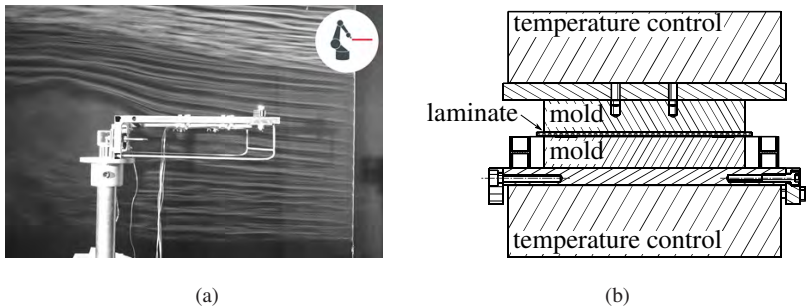 temperature control
laminate
mold
mold
temperature control
(a)
(b)